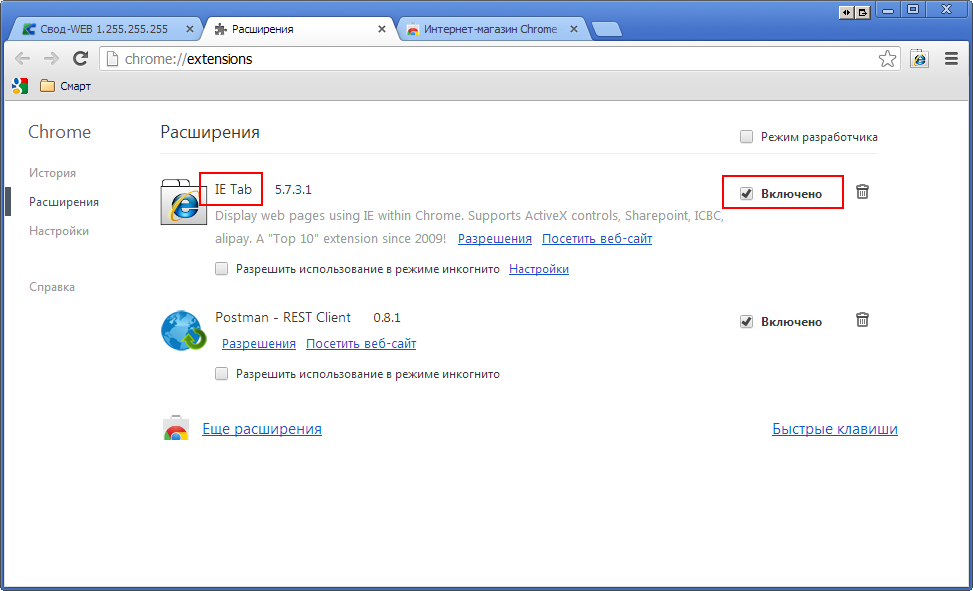 Свод-WEB 1.255.255.255
Расширения
Интернет-магазин Chrome
chrome://extensions
Смарт
Chrome
Расширения
Режим разработчика
История
Расширения
Настройки
Справка
IE Tab 5.7.3.1
Включено
Display web pages using IE within Chrome. Supports ActiveX controls, Sharepoint, ICBC,
alipay. A "Top 10" extension since 2009! Разрешения Посетить веб-сайт
Разрешить использование в режиме инкогнито Настройки
Postman - REST Client 0.8.1
Включено
Разрешения Посетить веб-сайт
Разрешить использование в режиме инкогнито
Еще расширения
Быстрые клавиши